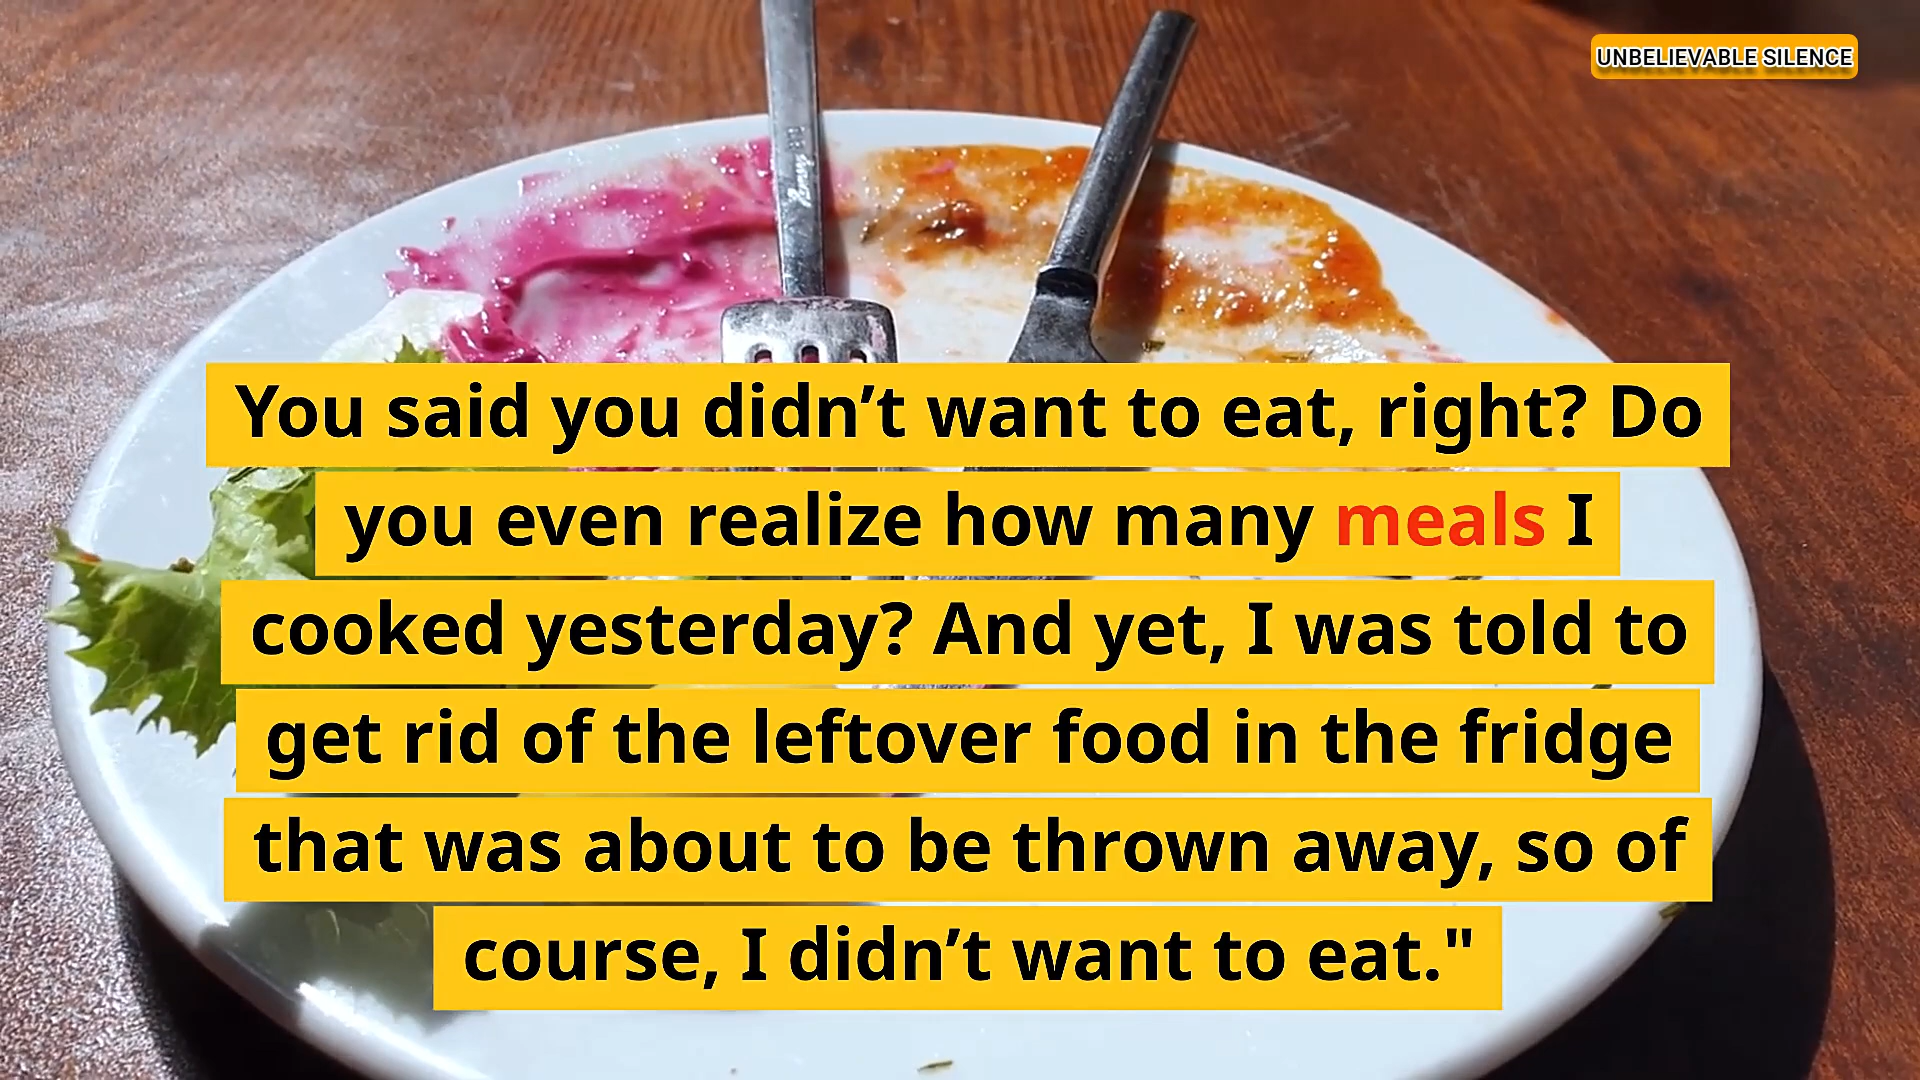 UNBELIEVABLE SILENCE
You said you didn’t want to eat, right? Do
you even realize how many meals I
cooked yesterday? And yet, I was told to
get rid of the leftover food in the fridge
that was about to be thrown away, so of
course, I didn’t want to eat."